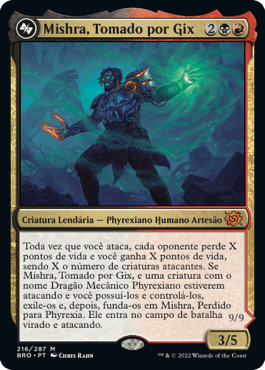 Mishra, Tomado por Gix 2
Criatura Lendária — Phyrexiano Humano Artesão
Toda vez que você ataca, cada oponente perde X
pontos de vida e você ganha X pontos de vida,
sendo X o número de criaturas atacantes. Se
Mishra, Tomado por Gix, e uma criatura com o
nome Dragão Mecânico Phyrexiano estiverem
atacando e você possuí-los e controlá-los,
exile-os e, depois, funda-os em Mishra, Perdido
para Phyrexia. Ele entra no campo de batalha
virado e atacando.
9/9
3/5
216/287 M
BRO • PT CHRIS RAHN
™ & © 2022 Wizards of the Coast